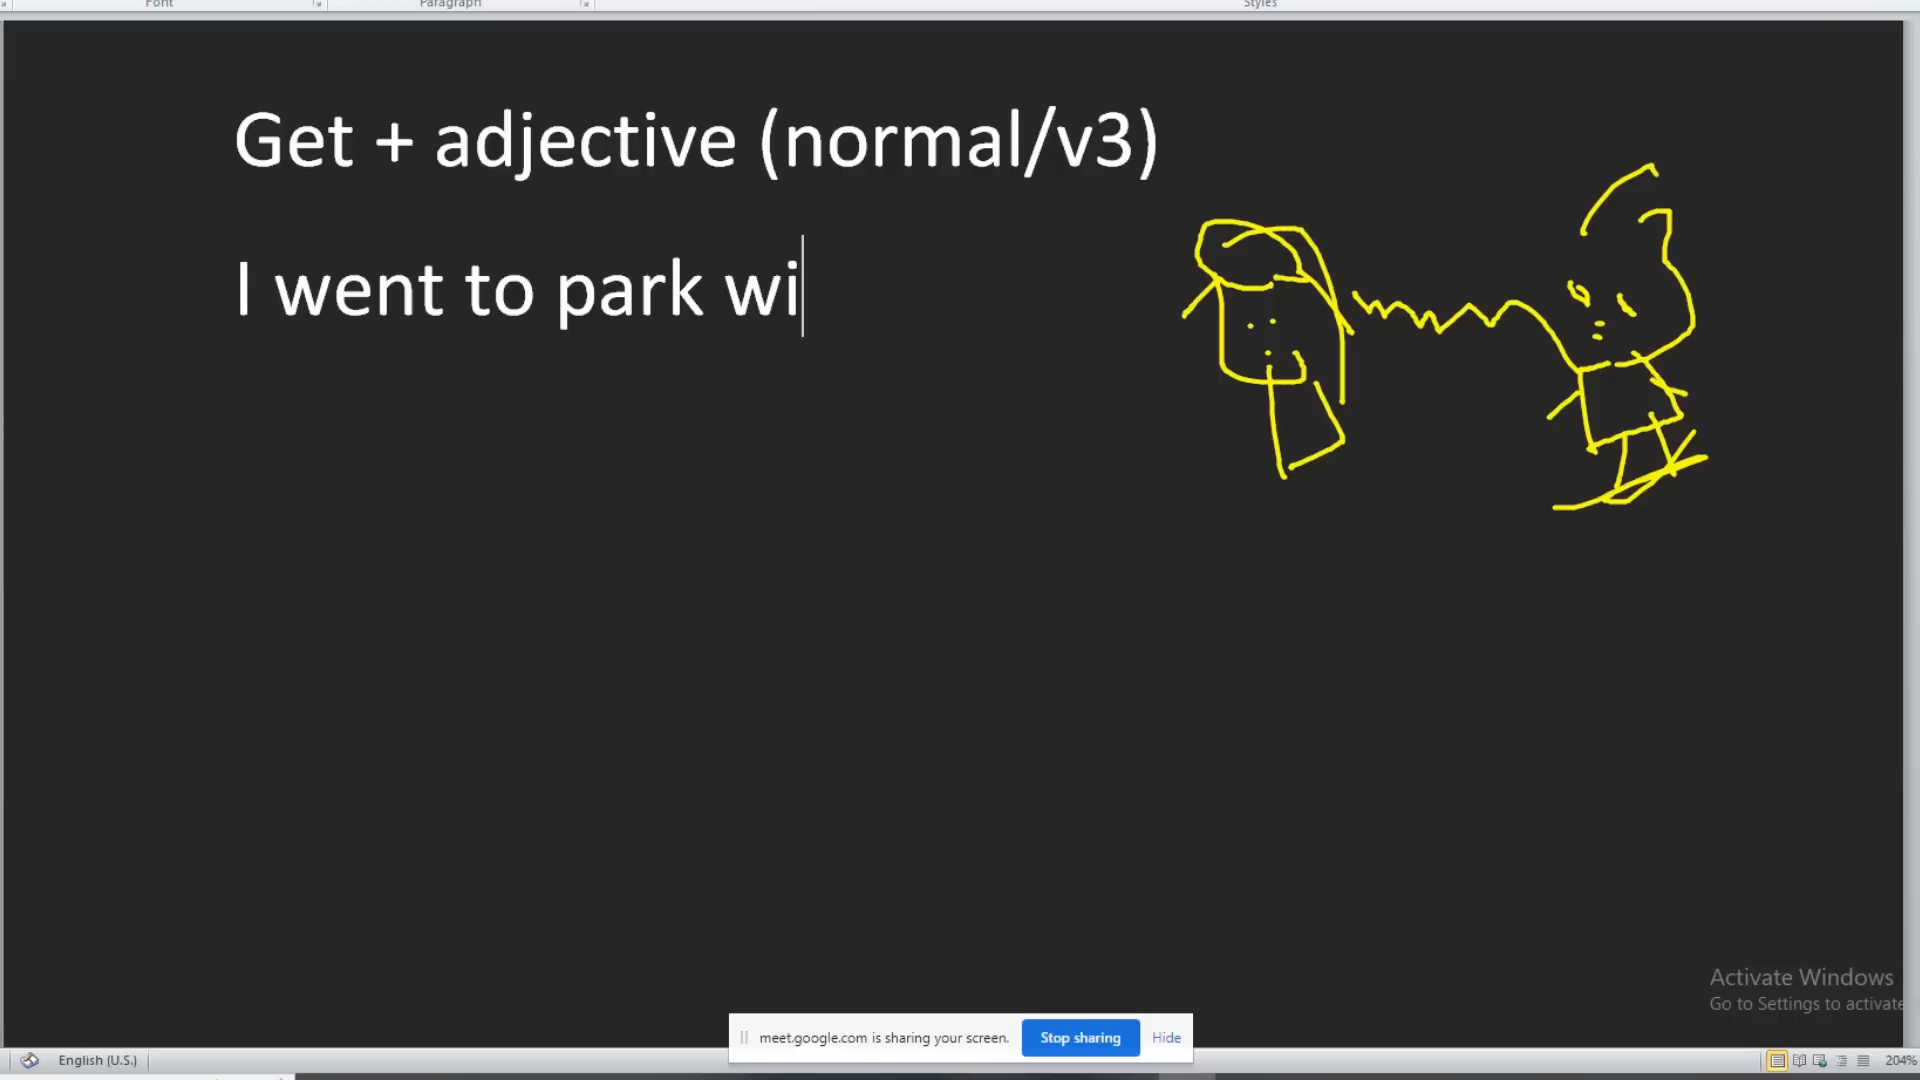 Font Paragraph Styles
Get + adjective (normal/v3)
I went to park wi
Activate Windows
Go to Settings to activate
meet.google.com is sharing your screen. Stop sharing Hide
English (U.S.) 204%